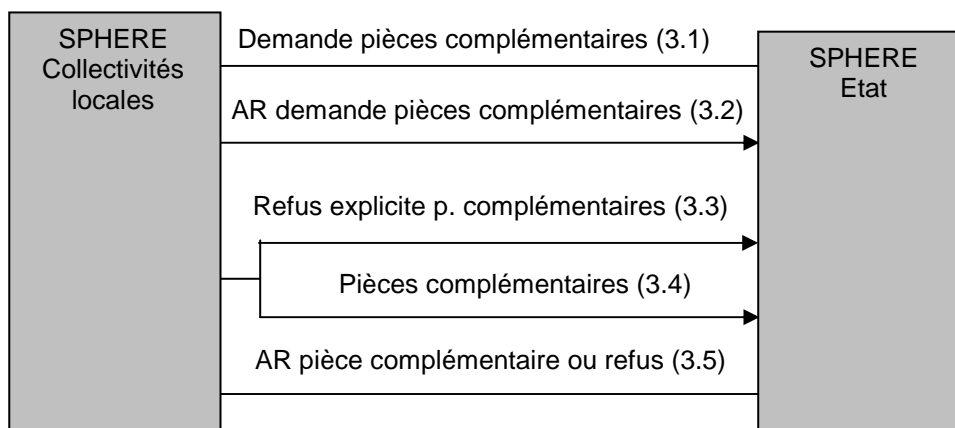 SPHERE
Collectivités
locales
Demande pièces complémentaires (3.1)
SPHERE
Etat
AR demande pièces complémentaires (3.2)
Refus explicite p. complémentaires (3.3)
Pièces complémentaires (3.4)
AR pièce complémentaire ou refus (3.5)